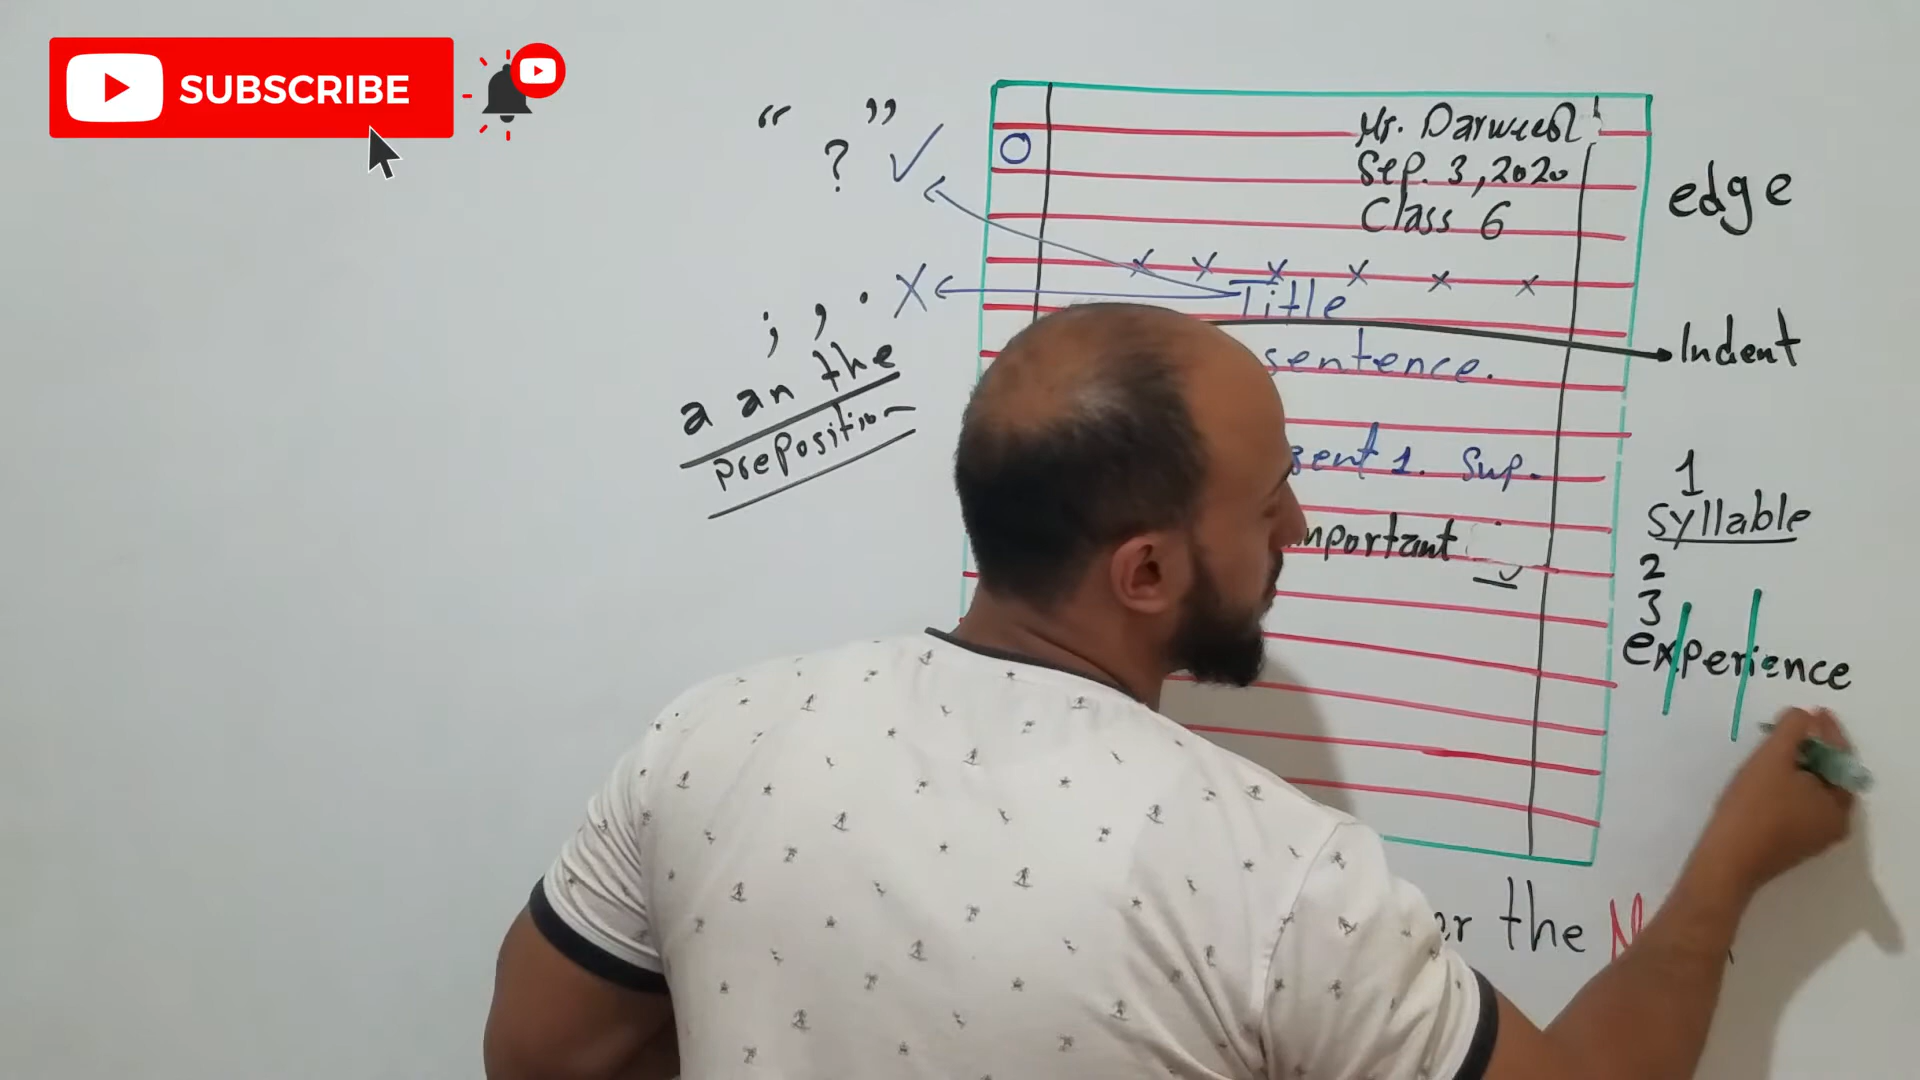 SUBSCRIBE
“ ”
?
; , .
a an the
preposition
Mr. Darweesh
Sep. 3, 2020
Class 6
Title
sentence.
1. Sup.
edge
Indent
1
syllable
2
3
experience
the